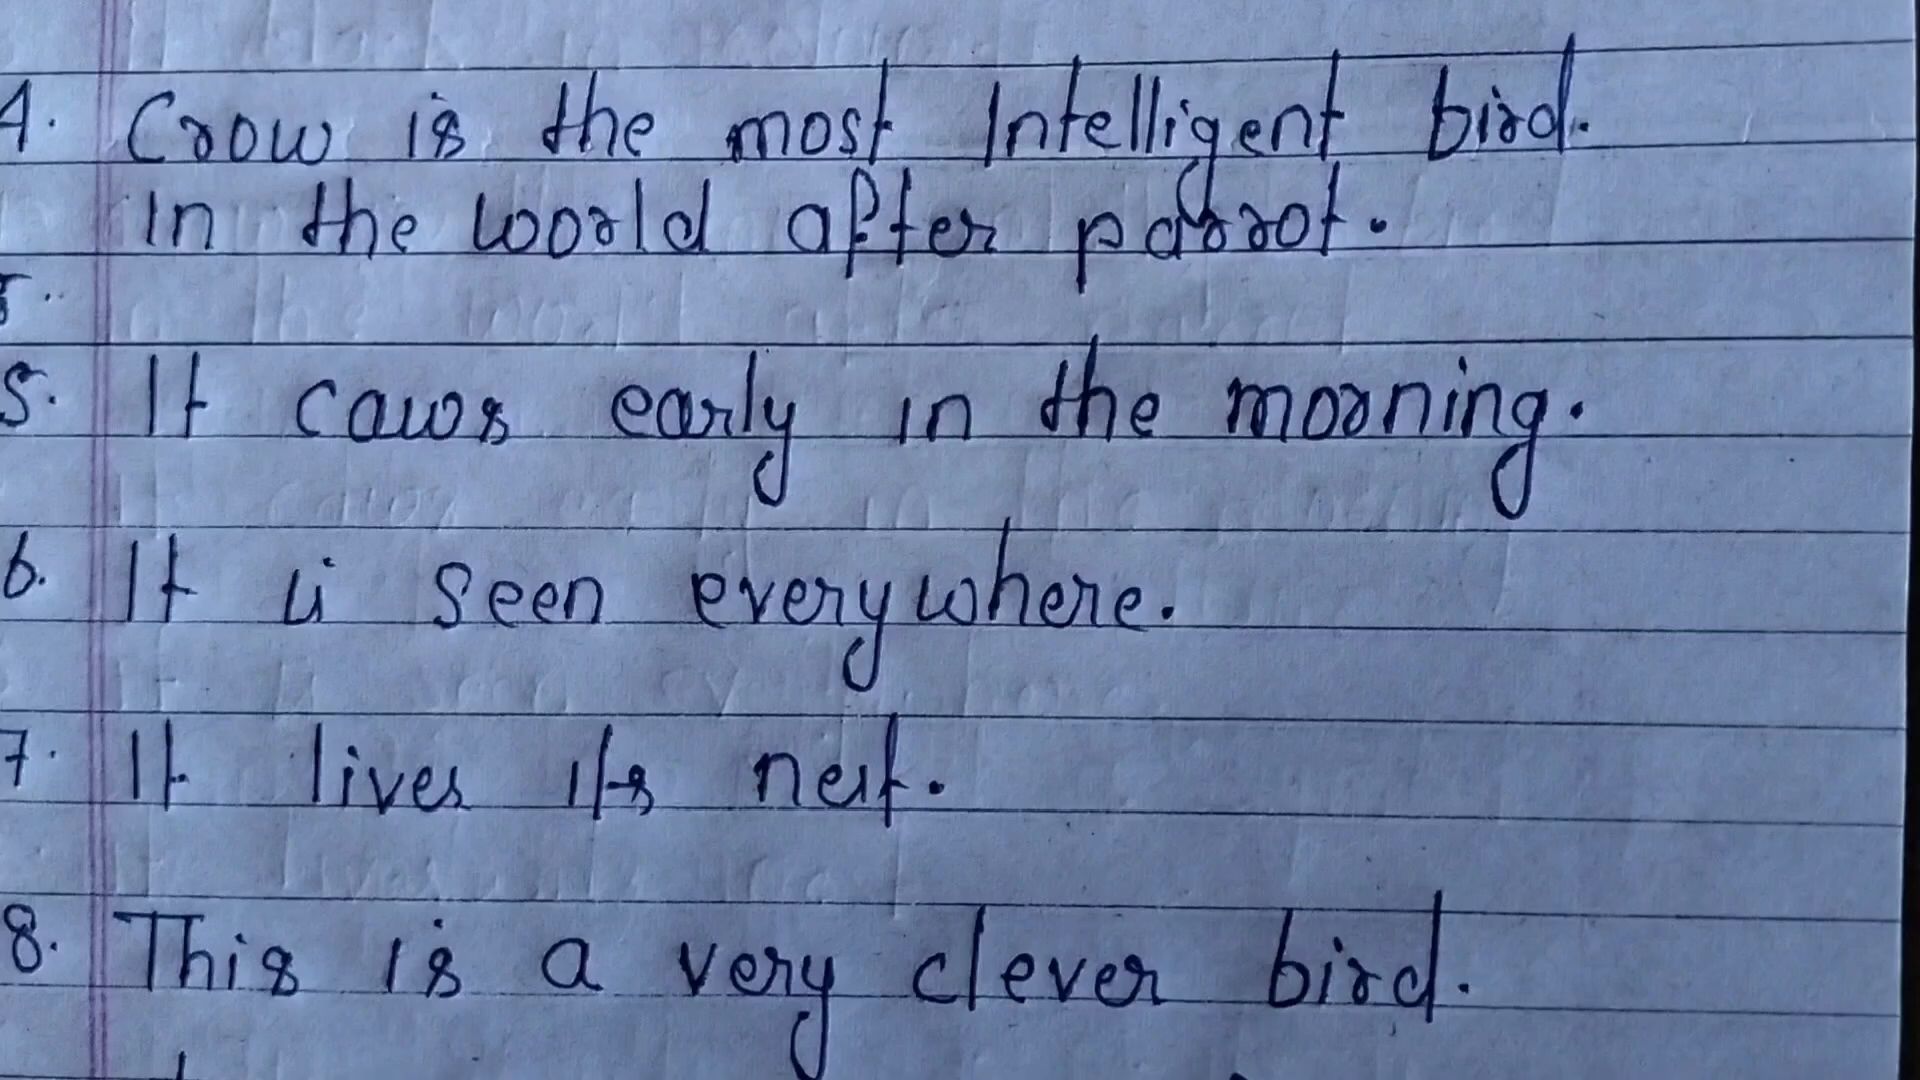 4. Crow is the most Intelligent bird.
in the world after parrot.
5. It caws early in the morning.
6. It is seen everywhere.
7. It lives its nest.
8. This is a very clever bird.